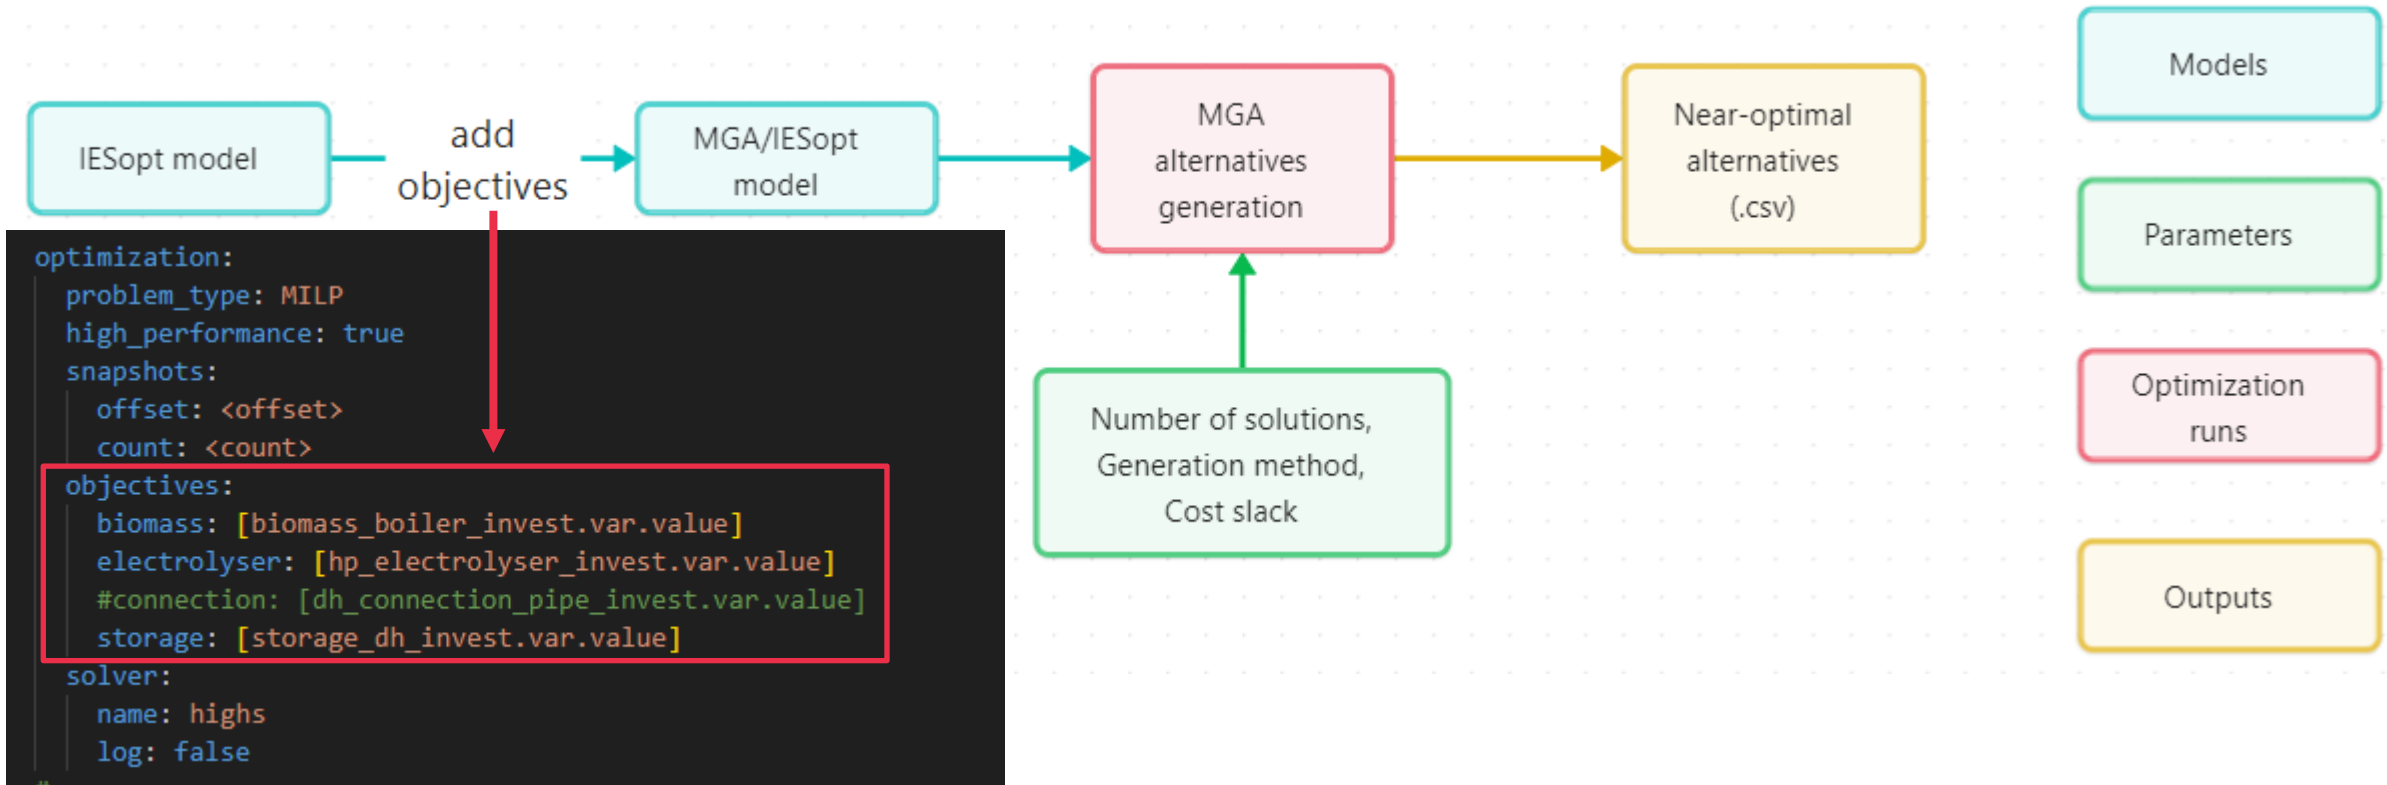 IESopt model
add
objectives
MGA/IESopt
model
MGA
alternatives
generation
Near-optimal
alternatives
(.csv)
Models
Parameters
Optimization
runs
Outputs
Number of solutions,
Generation method,
Cost slack
optimization:
problem_type: MILP
high_performance: true
snapshots:
offset: <offset>
count: <count>
objectives:
biomass: [biomass_boiler_invest.var.value]
electrolyser: [hp_electrolyser_invest.var.value]
#connection: [dh_connection_pipe_invest.var.value]
storage: [storage_dh_invest.var.value]
solver:
name: highs
log: false